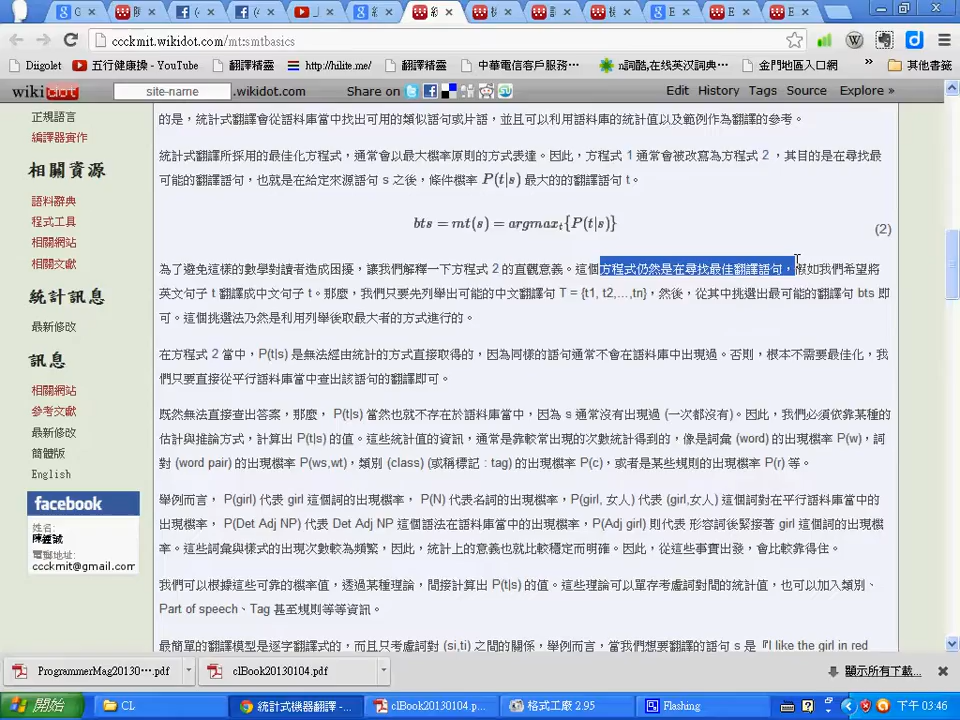 ccckmit.wikidot.com/mt:smtbasics
Diigolet 五行健康操 - YouTube 翻譯精靈 http://hilite.me/ 翻譯精靈 中華電信客戶服務… n詞酷,在线英汉詞典… 金門地區入口網 » 其他書籤
wikidot site-name .wikidot.com Share on Edit History Tags Source Explore »
正規語言
編譯器實作
相關資源
語料辭典
程式工具
相關網站
相關文獻
統計訊息
最新修改
訊息
相關網站
參考文獻
最新修改
簡體版
English
facebook
姓名:
陳鍾誠
電郵地址:
ccckmit@gmail.com
的是，統計式翻譯會從語料庫當中找出可用的類似語句或片語，並且可以利用語料庫的統計值以及範例作為翻譯的參考。
統計式翻譯所採用的最佳化方程式，通常會以最大機率原則的方式表達。因此，方程式 1 通常會被改寫為方程式 2 ，其目的是在尋找最
可能的翻譯語句，也就是在給定來源語句 s 之後，條件機率 P(t|s) 最大的的翻譯語句 t。
bts = mt(s) = argmax_t{P(t|s)}
(2)
為了避免這樣的數學對讀者造成困擾，讓我們解釋一下方程式 2 的直觀意義。這個方程式仍然是在尋找最佳翻譯語句，假如我們希望將
英文句子 t 翻譯成中文句子 t。那麼，我們只要先列舉出可能的中文翻譯句 T = {t1, t2,...,tn}，然後，從其中挑選出最可能的翻譯句 bts 即
可。這個挑選法乃然是利用列舉後取最大者的方式進行的。
在方程式 2 當中，P(t|s) 是無法經由統計的方式直接取得的，因為同樣的語句通常不會在語料庫中出現過。否則，根本不需要最佳化，我
們只要直接從平行語料庫當中查出該語句的翻譯即可。
既然無法直接查出答案，那麼， P(t|s) 當然也就不存在於語料庫當中，因為 s 通常沒有出現過 (一次都沒有)。因此，我們必須依靠某種的
估計與推論方式，計算出 P(t|s) 的值。這些統計值的資訊，通常是靠較常出現的次數統計得到的，像是詞彙 (word) 的出現機率 P(w)，詞
對 (word pair) 的出現機率 P(ws,wt)，類別 (class) (或稱標記 : tag) 的出現機率 P(c)，或者是某些規則的出現機率 P(r) 等。
舉例而言， P(girl) 代表 girl 這個詞的出現機率， P(N) 代表名詞的出現機率，P(girl, 女人) 代表 (girl,女人) 這個詞對在平行語料庫當中的
出現機率，P(Det Adj NP) 代表 Det Adj NP 這個語法在語料庫當中的出現機率，P(Adj girl) 則代表 形容詞後緊接著 girl 這個詞的出現機
率。這些詞彙與樣式的出現次數較為頻繁，因此，統計上的意義也就比較穩定而明確。因此，從這些事實出發，會比較靠得住。
我們可以根據這些可靠的機率值，透過某種理論，間接計算出 P(t|s) 的值。這些理論可以單存考慮詞對間的統計值，也可以加入類別、
Part of speech、Tag 甚至規則等等資訊。
最簡單的翻譯模型是逐字翻譯式的，而且只考慮詞對 (si,ti) 之間的關係，舉例而言，當我們想要翻譯的語句 s 是『I like the girl in red
ProgrammerMag20130….pdf clBook20130104.pdf 顯示所有下載...
開始 CL 統計式機器翻譯 -... clBook20130104 p... 格式工廠 2.95 Flashing 下午 03:46